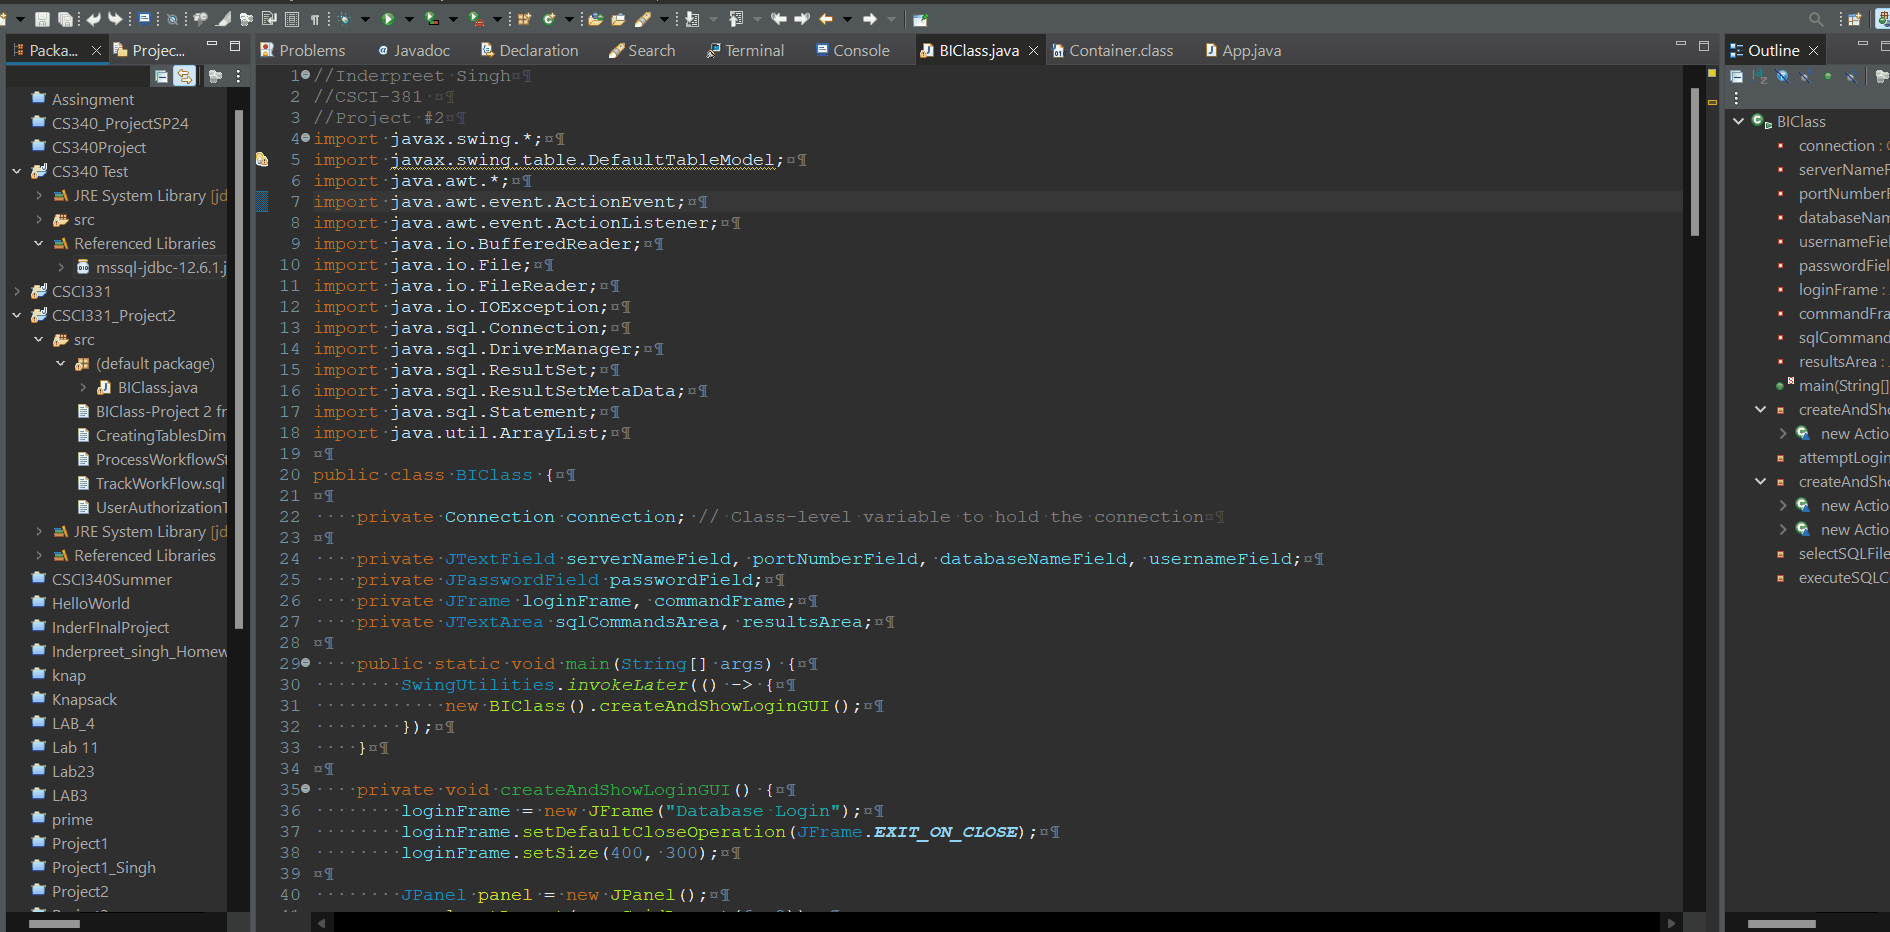 Packa... Projec...
Problems Javadoc Declaration Search Terminal Console BIClass.java Container.class App.java
Outline
Assingment
CS340_ProjectSP24
CS340Project
CS340 Test
JRE System Library [jd
src
Referenced Libraries
mssql-jdbc-12.6.1.j
CSCI331
CSCI331_Project2
src
(default package)
BIClass.java
BIClass-Project 2 fr
CreatingTablesDim
ProcessWorkflowSt
TrackWorkFlow.sql
UserAuthorizationT
JRE System Library [jd
Referenced Libraries
CSCI340Summer
HelloWorld
InderFInalProject
Inderpreet_singh_Homew
knap
Knapsack
LAB_4
Lab 11
Lab23
LAB3
prime
Project1
Project1_Singh
Project2
1 //Inderpreet Singh¤¶
2 //CSCI-381 ¤¶
3 //Project #2¤¶
4 import javax.swing.*;¤¶
5 import javax.swing.table.DefaultTableModel;¤¶
6 import java.awt.*;¤¶
7 import java.awt.event.ActionEvent;¤¶
8 import java.awt.event.ActionListener;¤¶
9 import java.io.BufferedReader;¤¶
10 import java.io.File;¤¶
11 import java.io.FileReader;¤¶
12 import java.io.IOException;¤¶
13 import java.sql.Connection;¤¶
14 import java.sql.DriverManager;¤¶
15 import java.sql.ResultSet;¤¶
16 import java.sql.ResultSetMetaData;¤¶
17 import java.sql.Statement;¤¶
18 import java.util.ArrayList;¤¶
19 ¤¶
20 public class BIClass {¤¶
21 ¤¶
22 private Connection connection; // Class-level variable to hold the connection¤¶
23 ¤¶
24 private JTextField serverNameField, portNumberField, databaseNameField, usernameField;¤¶
25 private JPasswordField passwordField;¤¶
26 private JFrame loginFrame, commandFrame;¤¶
27 private JTextArea sqlCommandsArea, resultsArea;¤¶
28 ¤¶
29 public static void main(String[] args) {¤¶
30 SwingUtilities.invokeLater(() -> {¤¶
31 new BIClass().createAndShowLoginGUI();¤¶
32 });¤¶
33 }¤¶
34 ¤¶
35 private void createAndShowLoginGUI() {¤¶
36 loginFrame = new JFrame("Database Login");¤¶
37 loginFrame.setDefaultCloseOperation(JFrame.EXIT_ON_CLOSE);¤¶
38 loginFrame.setSize(400, 300);¤¶
39 ¤¶
40 JPanel panel = new JPanel();¤¶
BIClass
connection : C
serverNameF
portNumberF
databaseNam
usernameFiel
passwordFiel
loginFrame :
commandFra
sqlCommand
resultsArea :
main(String[]
createAndSho
new Actio
attemptLogin
createAndSho
new Actio
new Actio
selectSQLFile
executeSQLC